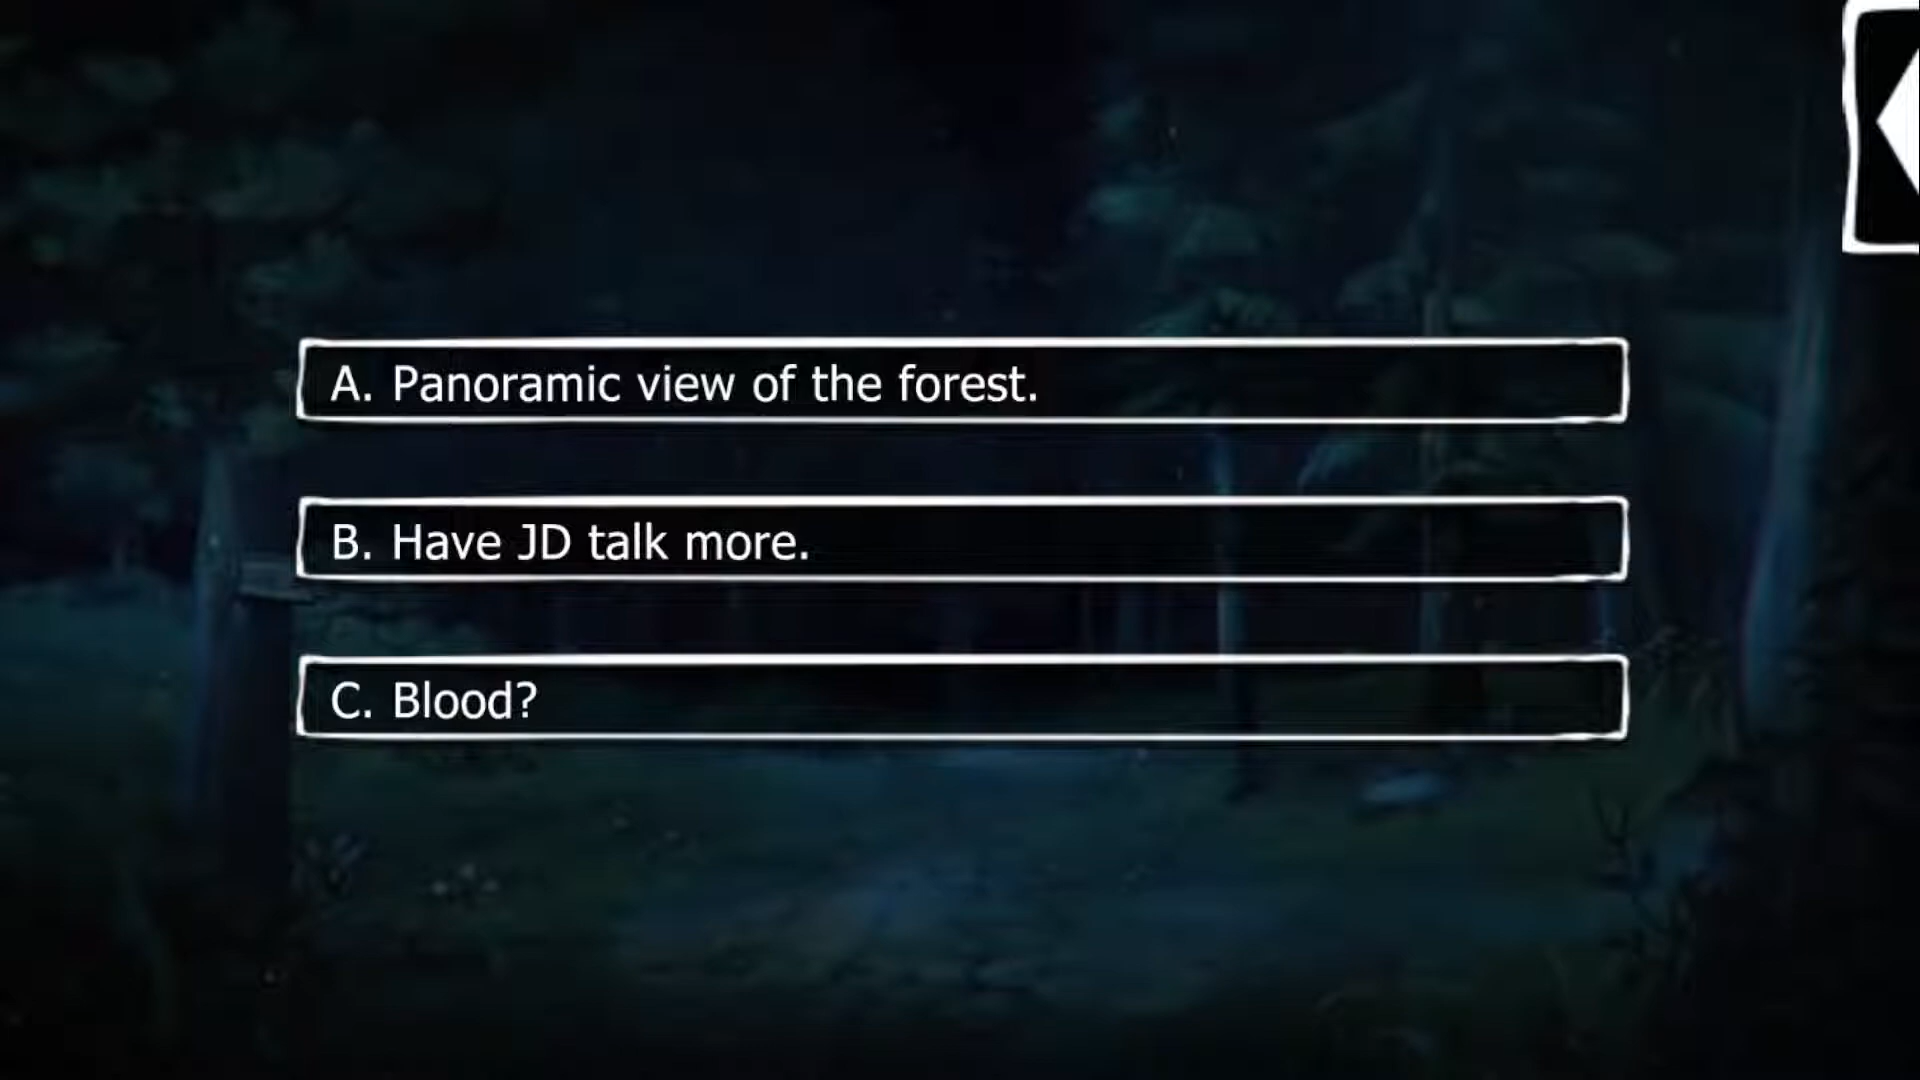 A. Panoramic view of the forest.
B. Have JD talk more.
C. Blood?